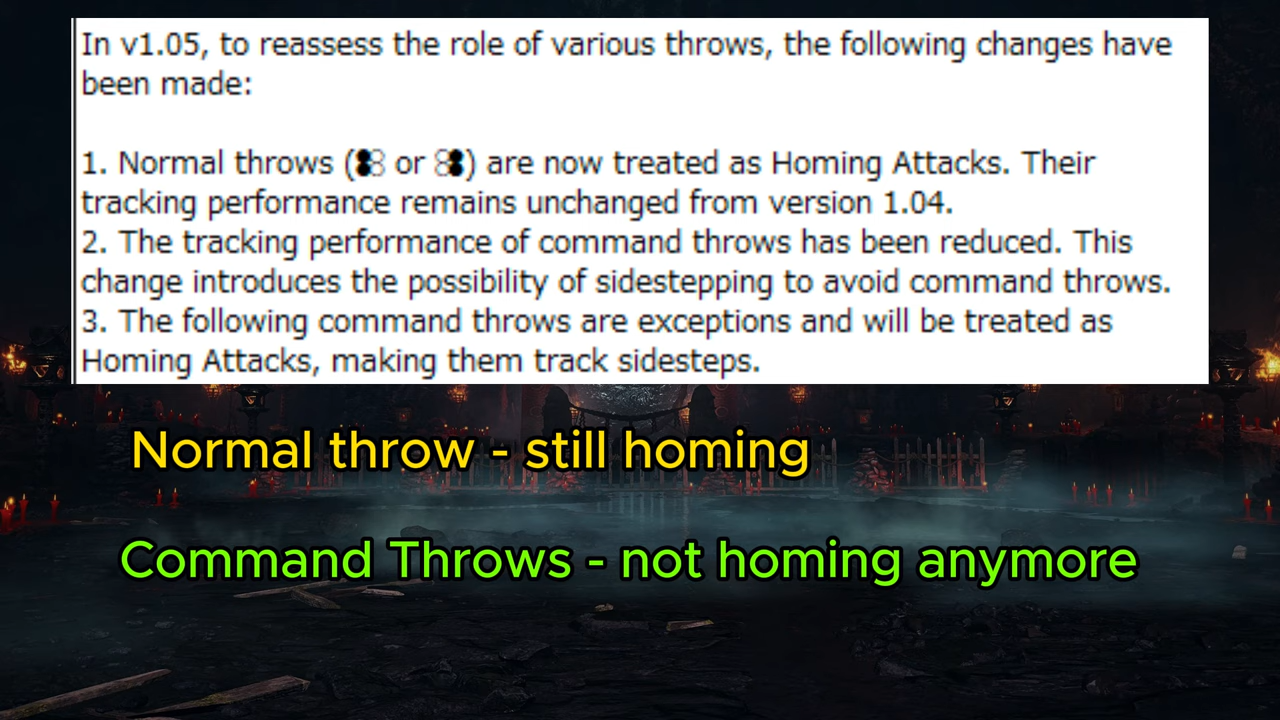 In v1.05, to reassess the role of various throws, the following changes have
been made:
1. Normal throws ( or ) are now treated as Homing Attacks. Their
tracking performance remains unchanged from version 1.04.
2. The tracking performance of command throws has been reduced. This
change introduces the possibility of sidestepping to avoid command throws.
3. The following command throws are exceptions and will be treated as
Homing Attacks, making them track sidesteps.
Normal throw - still homing
Command Throws - not homing anymore